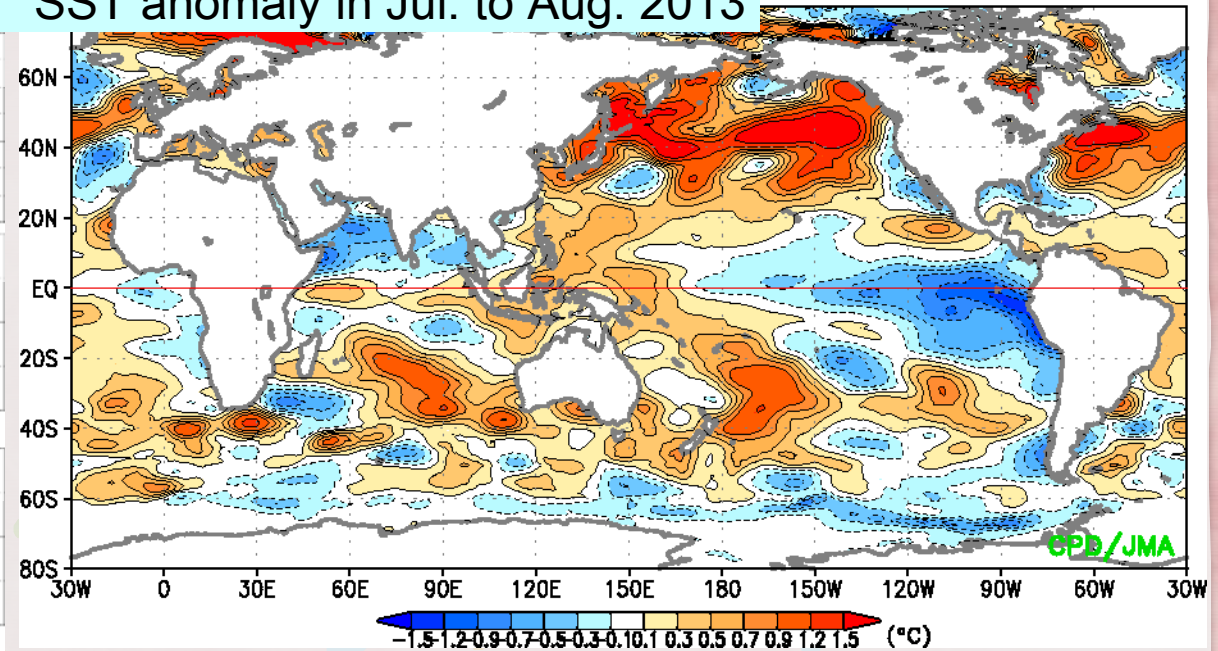 SST anomaly in Jul. to Aug. 2013
60N
40N
20N
EQ
20S
40S
60S
80S
CPD/JMA
30W 0 30E 60E 90E 120E 150E 180 150W 120W 90W 60W 30W
-1.5 -1.2 -0.9 -0.7 -0.5 -0.3 -0.1 0.1 0.3 0.5 0.7 0.9 1.2 1.5 (°C)